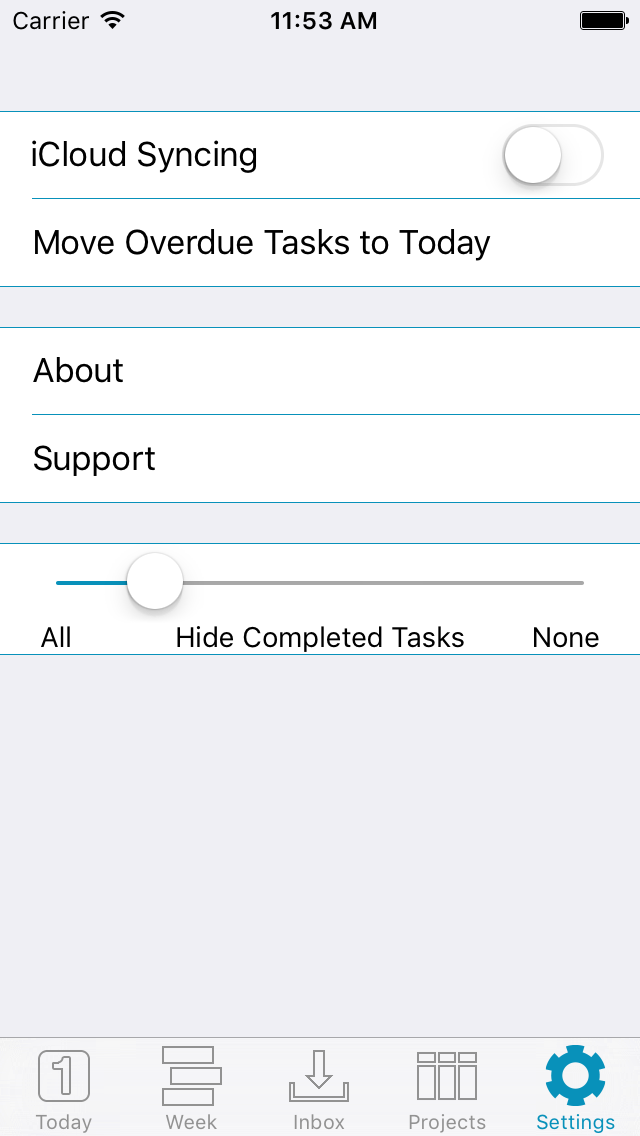 Carrier 11:53 AM
iCloud Syncing
Move Overdue Tasks to Today
About
Support
All Hide Completed Tasks None
1
Today Week Inbox Projects Settings